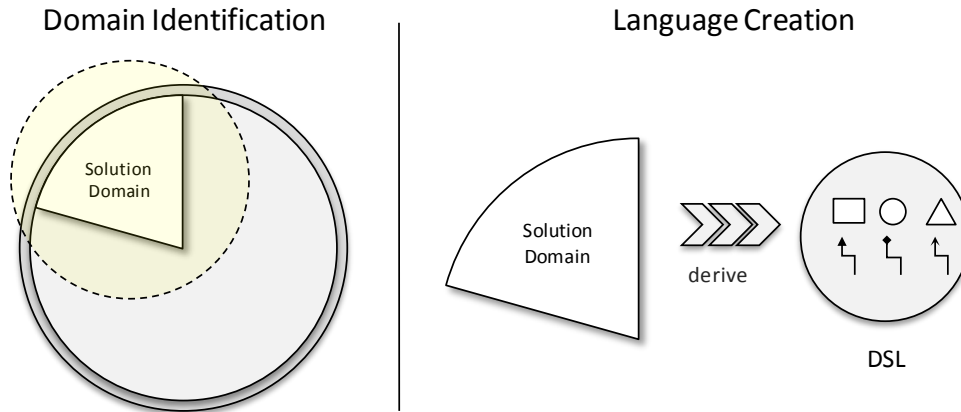 Domain Identification
Solution
Domain
Language Creation
Solution
Domain
derive
DSL